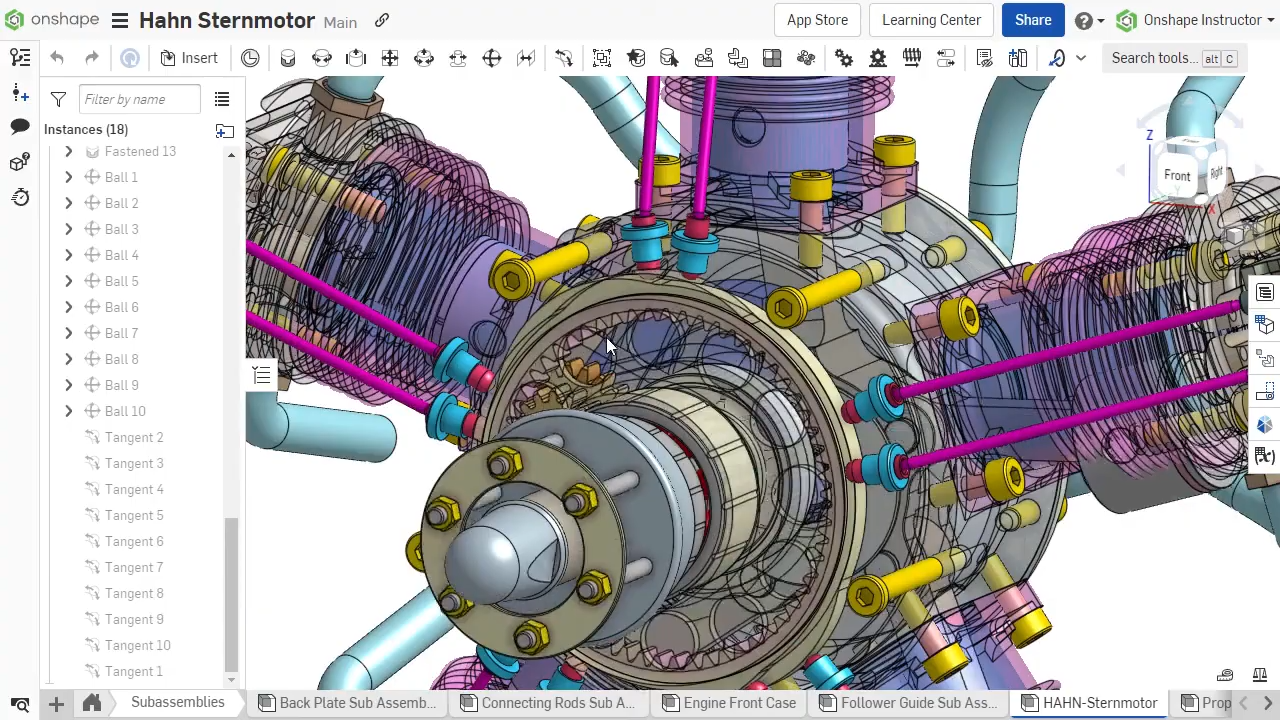 onshape
Hahn Sternmotor
Main
App Store
Learning Center
Share
Onshape Instructor
Insert
Search tools...
alt
C
Filter by name
Instances (18)
Fastened 13
Ball 1
Ball 2
Ball 3
Ball 4
Ball 5
Ball 6
Ball 7
Ball 8
Ball 9
Ball 10
Tangent 2
Tangent 3
Tangent 4
Tangent 5
Tangent 6
Tangent 7
Tangent 8
Tangent 9
Tangent 10
Tangent 1
Z
Front
Right
X
Subassemblies
Back Plate Sub Assemb...
Connecting Rods Sub A...
Engine Front Case
Follower Guide Sub Ass...
HAHN-Sternmotor
Prop